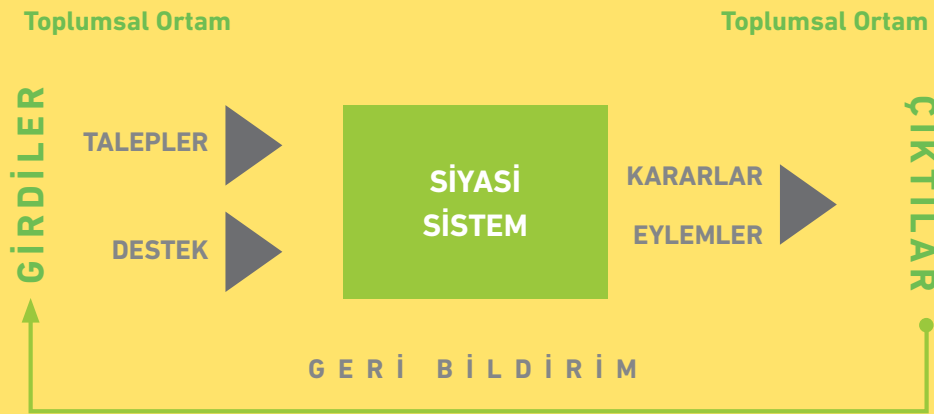 Toplumsal Ortam
Toplumsal Ortam
GİRDİLER
TALEPLER
DESTEK
SİYASİ
SİSTEM
KARARLAR
EYLEMLER
ÇIKTILAR
GERİ BİLDİRİM